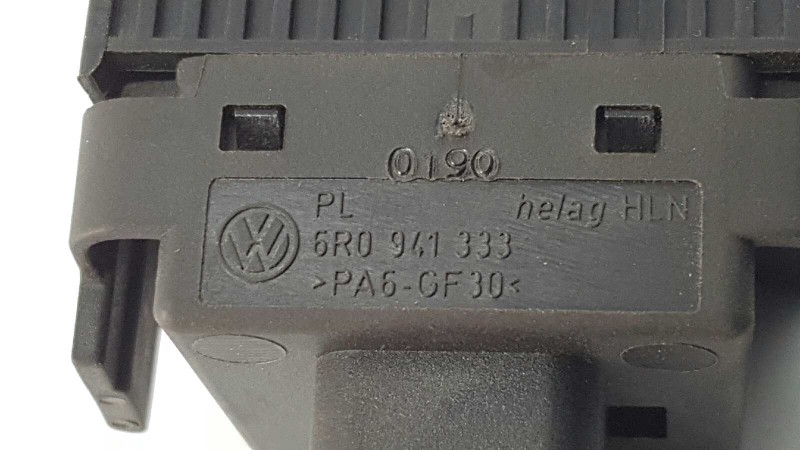 0190
PL helag HLN
6R0 941 333
>PA6-GF30<